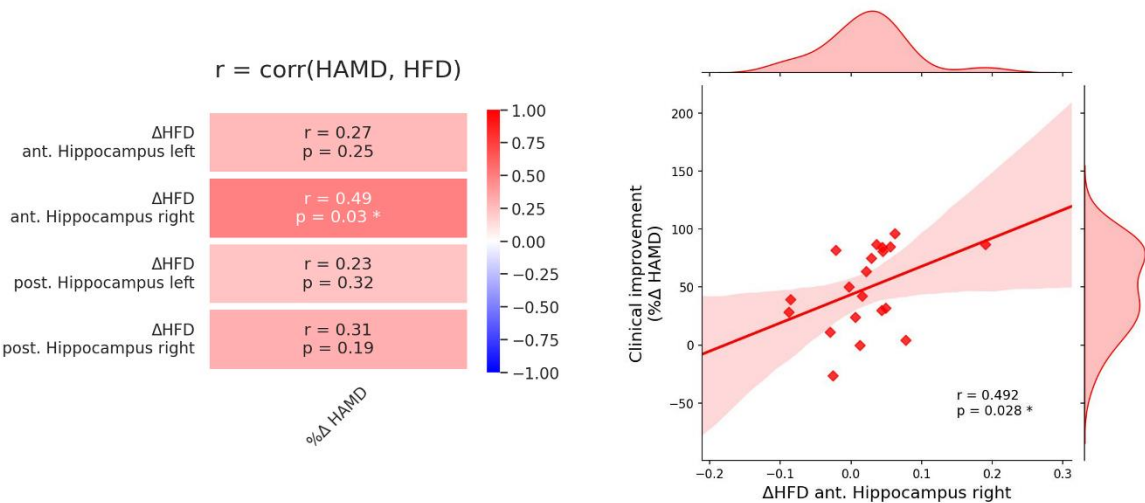 r = corr(HAMD, HFD)
ΔHFD
ant. Hippocampus left
r = 0.27
p = 0.25
ΔHFD
ant. Hippocampus right
r = 0.49
p = 0.03 *
ΔHFD
post. Hippocampus left
r = 0.23
p = 0.32
ΔHFD
post. Hippocampus right
r = 0.31
p = 0.19
%Δ HAMD
1.00
0.75
0.50
0.25
0.00
−0.25
−0.50
−0.75
−1.00
Clinical improvement
(%Δ HAMD)
200
150
100
50
0
−50
r = 0.492
p = 0.028 *
−0.2
−0.1
0.0
0.1
0.2
0.3
ΔHFD ant. Hippocampus right